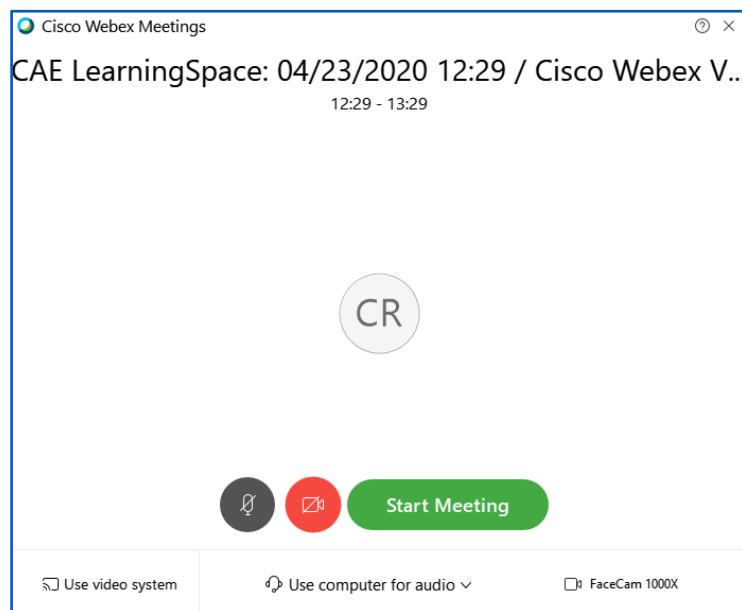 Cisco Webex Meetings
CAE LearningSpace: 04/23/2020 12:29 / Cisco Webex V...
12:29 - 13:29
CR
Start Meeting
Use video system
Use computer for audio
FaceCam 1000X